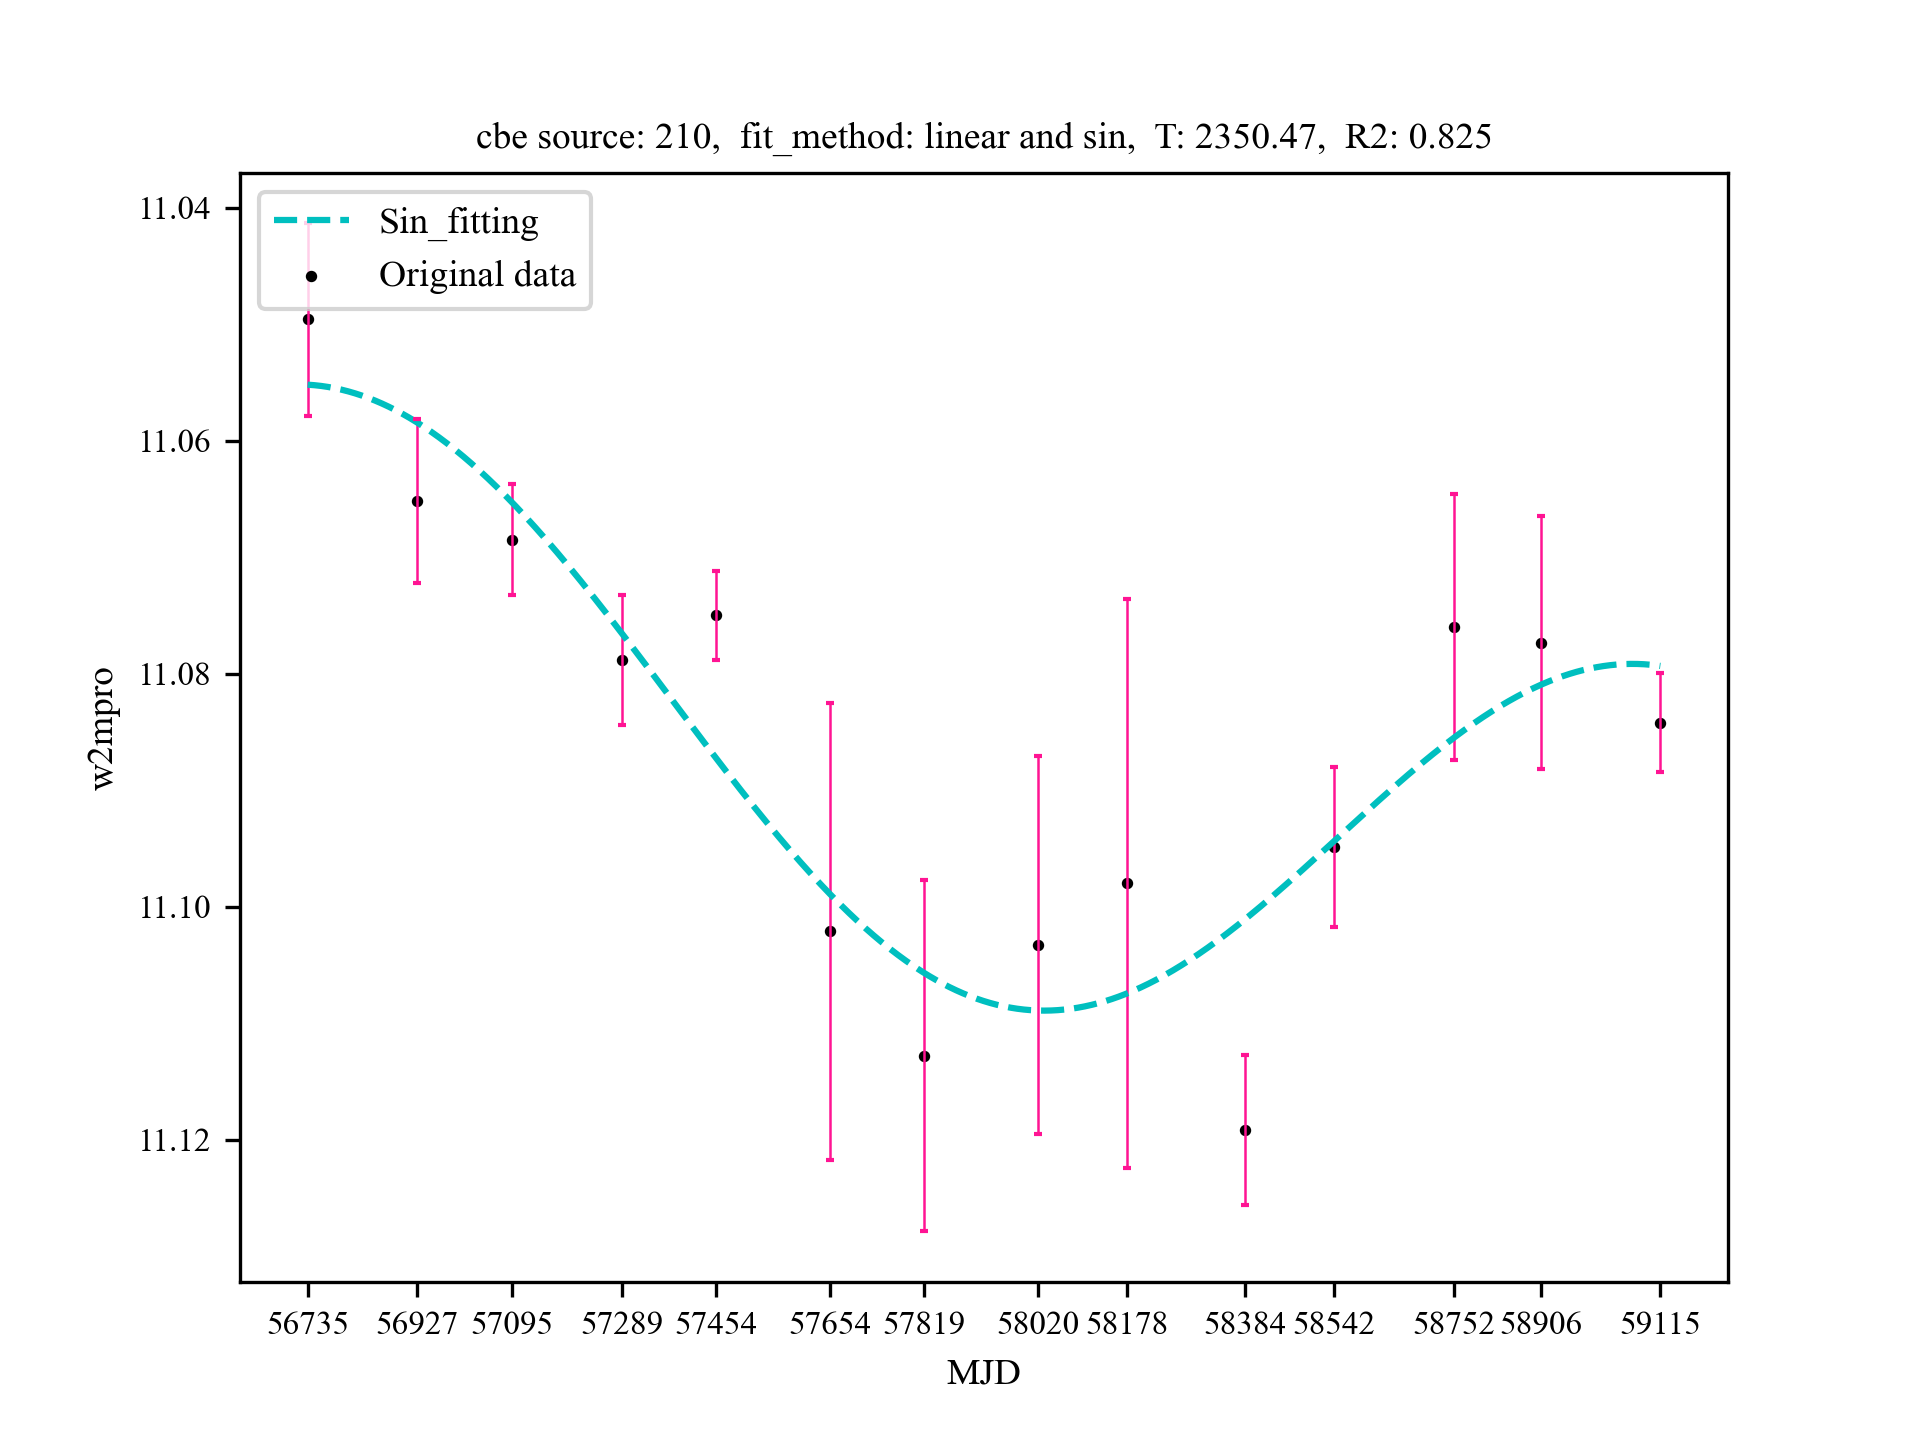 cbe source: 210,  fit_method: linear and sin,  T: 2350.47,  R2: 0.825
Sin_fitting
Original data
11.04
11.06
11.08
11.10
11.12
w2mpro
56735 56927 57095 57289 57454 57654 57819 58020 58178 58384 58542 58752 58906 59115
MJD